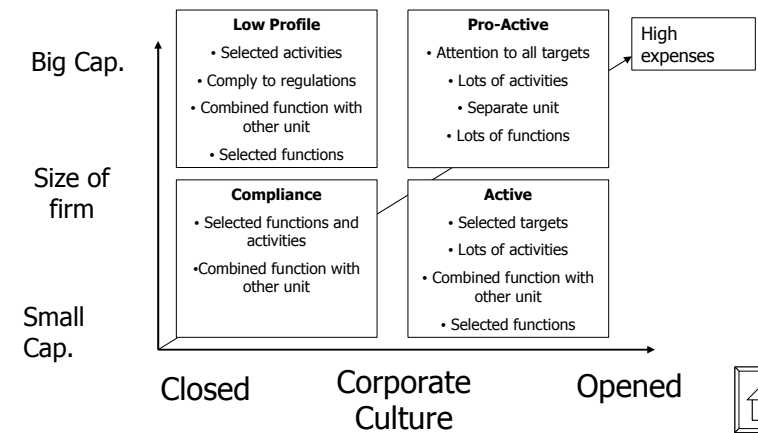 Low Profile
• Selected activities
• Comply to regulations
• Combined function with
other unit
• Selected functions
Pro-Active
• Attention to all targets
• Lots of activities
• Separate unit
• Lots of functions
High
expenses
Big Cap.
Size of
firm
Compliance
• Selected functions and
activities
•Combined function with
other unit
Active
• Selected targets
• Lots of activities
• Combined function with
other unit
• Selected functions
Small
Cap.
Closed
Corporate
Culture
Opened